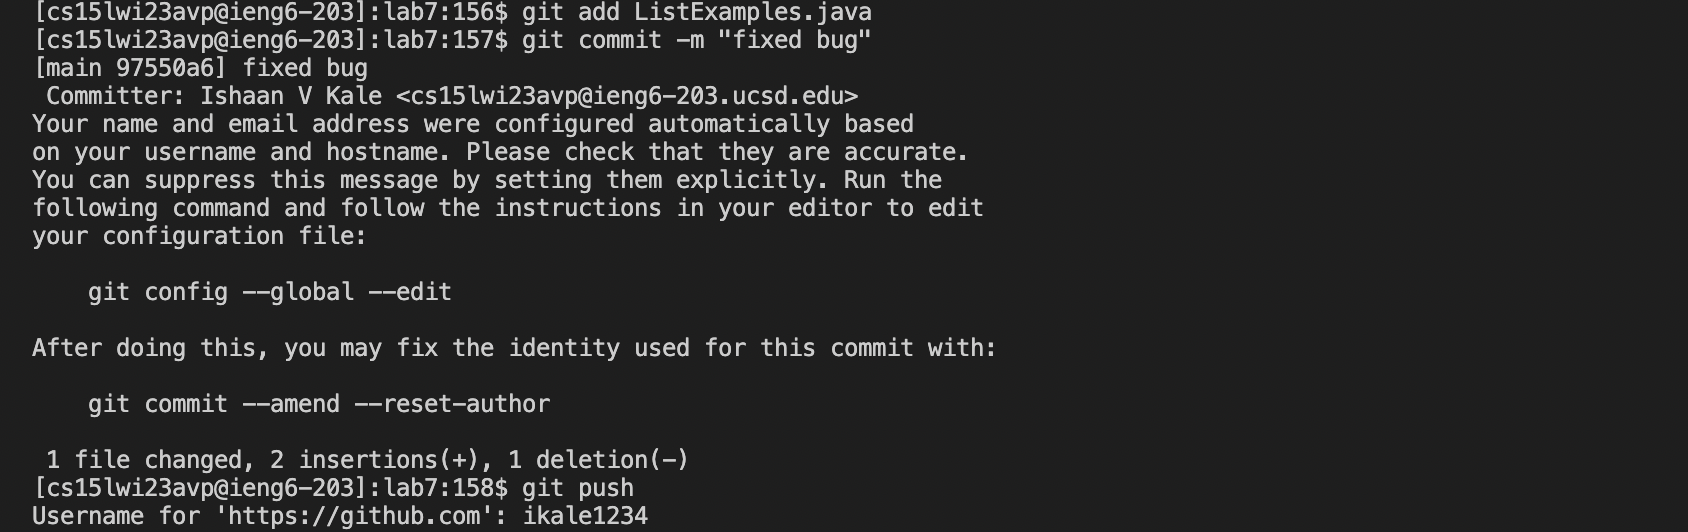 [cs15lwi23avp@ieng6-203]:lab7:156$ git add ListExamples.java
[cs15lwi23avp@ieng6-203]:lab7:157$ git commit -m "fixed bug"
[main 97550a6] fixed bug
 Committer: Ishaan V Kale <cs15lwi23avp@ieng6-203.ucsd.edu>
Your name and email address were configured automatically based
on your username and hostname. Please check that they are accurate.
You can suppress this message by setting them explicitly. Run the
following command and follow the instructions in your editor to edit
your configuration file:

    git config --global --edit

After doing this, you may fix the identity used for this commit with:

    git commit --amend --reset-author

 1 file changed, 2 insertions(+), 1 deletion(-)
[cs15lwi23avp@ieng6-203]:lab7:158$ git push
Username for 'https://github.com': ikale1234